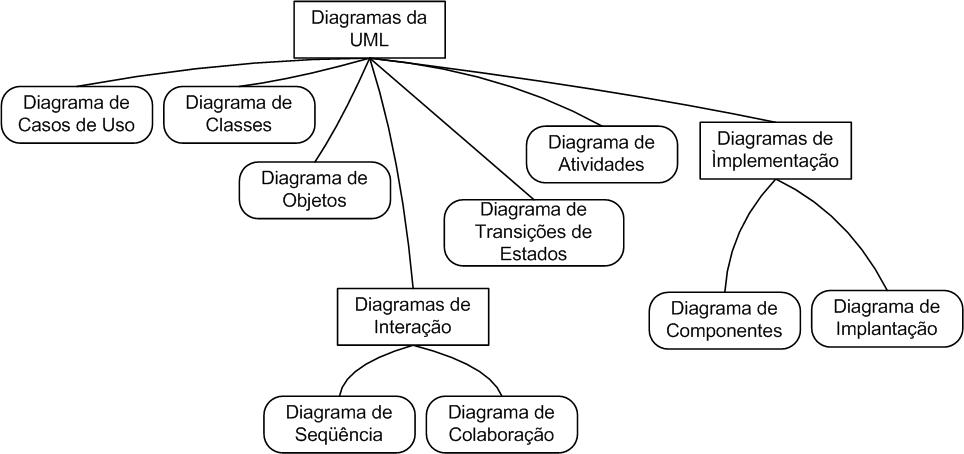 Diagramas da
UML
Diagrama de
Casos de Uso
Diagrama de
Classes
Diagrama de
Objetos
Diagrama de
Transições de
Estados
Diagrama de
Atividades
Diagramas de
Ìmplementação
Diagramas de
Interação
Diagrama de
Componentes
Diagrama de
Implantação
Diagrama de
Seqüência
Diagrama de
Colaboração